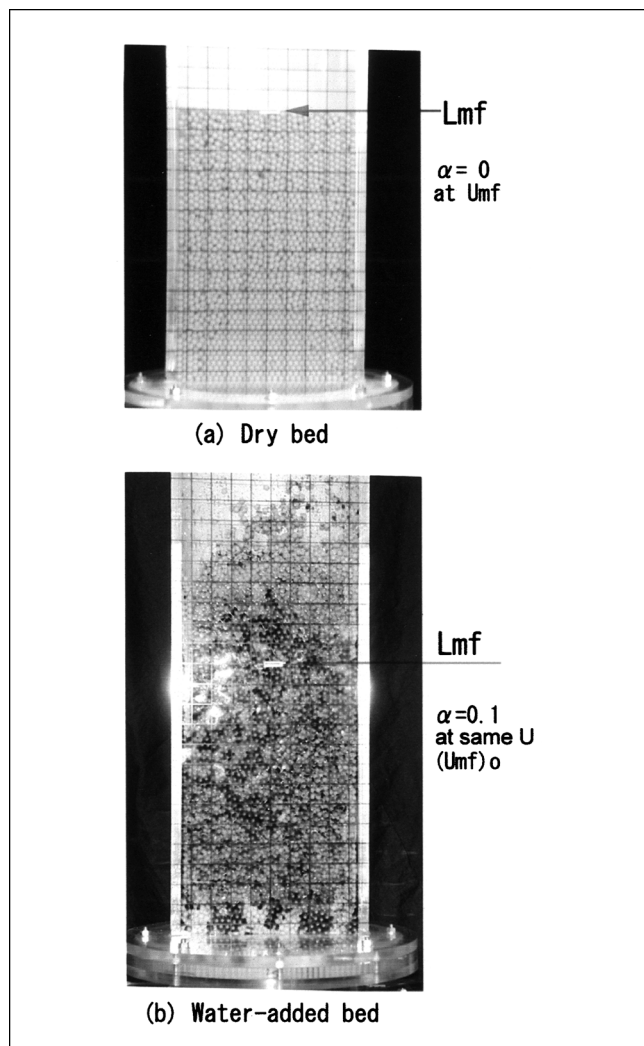 Lmf
α= 0
at Umf
(a) Dry bed
Lmf
α=0.1
at same U
(Umf)o
(b) Water-added bed